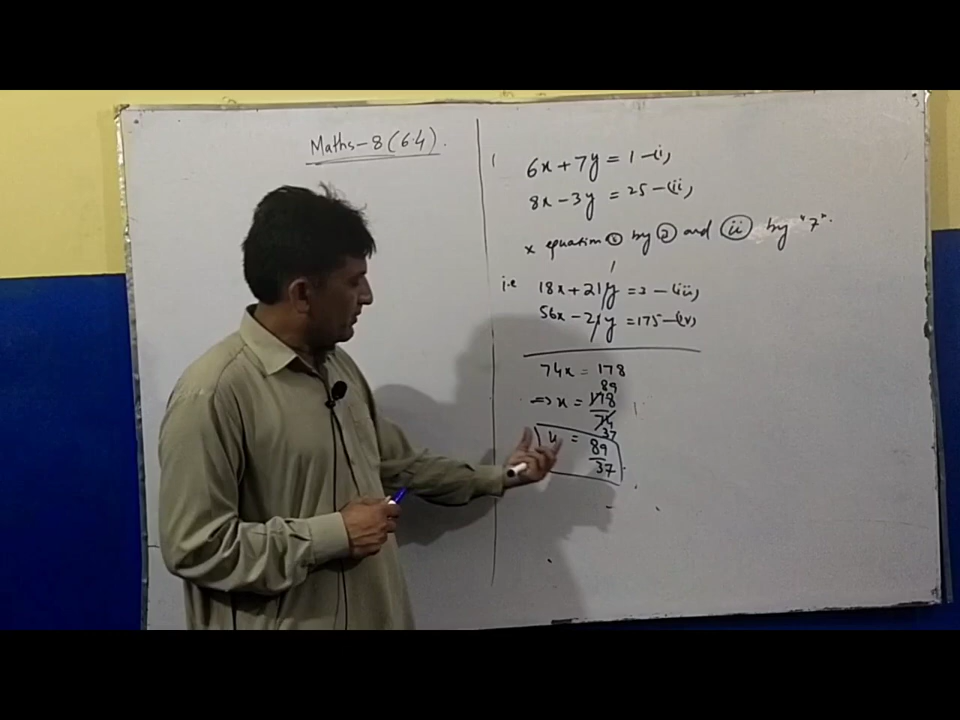 Maths-8 (6.4).
6x + 7y = 1 -(i)
8x - 3y = 25 -(ii)
x equation ① by ③ and ⓘⓘ by "7".
i.e 18x + 21y = 3 -(iii)
56x - 21y = 175 -(iv)
74x = 178
89
=> x = 178/74
37
x = 89/37